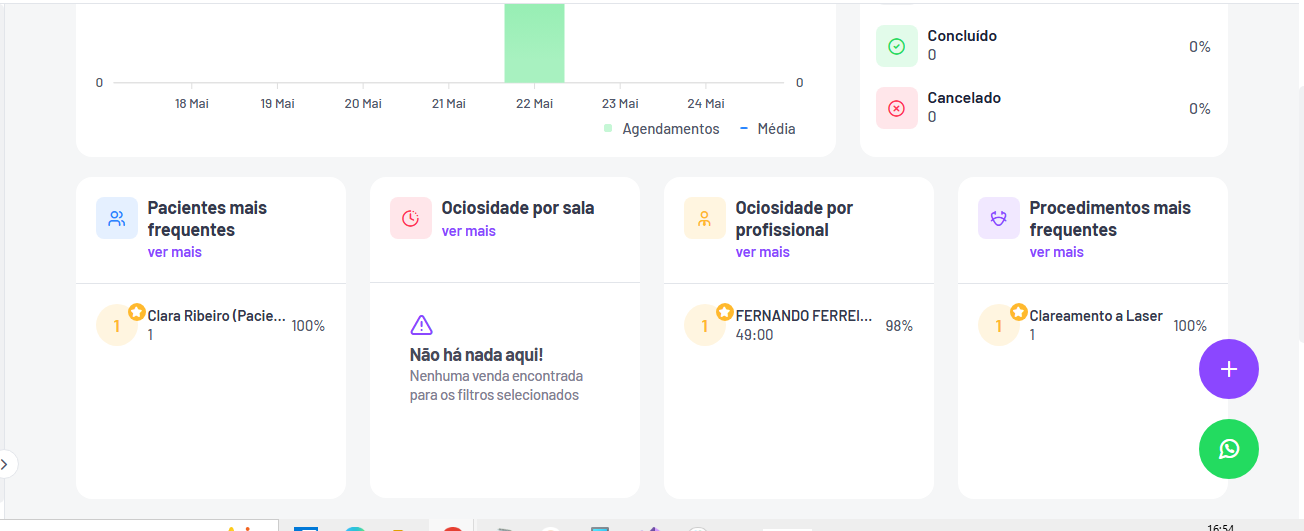 Concluído
0
0%
Cancelado
0
0%
0
0
18 Mai
19 Mai
20 Mai
21 Mai
22 Mai
23 Mai
24 Mai
Agendamentos
Média
Pacientes mais
frequentes
ver mais
1
Clara Ribeiro (Pacie...
1
100%
Ociosidade por sala
ver mais
Não há nada aqui!
Nenhuma venda encontrada
para os filtros selecionados
Ociosidade por
profissional
ver mais
1
FERNANDO FERREI...
49:00
98%
Procedimentos mais
frequentes
ver mais
1
Clareamento a Laser
1
100%
16:54